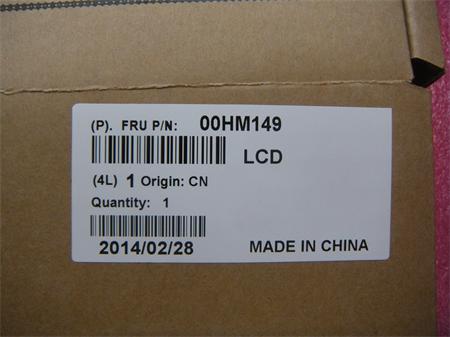 (P). FRU P/N: 00HM149
LCD
(4L) 1 Origin: CN
Quantity: 1
2014/02/28
MADE IN CHINA